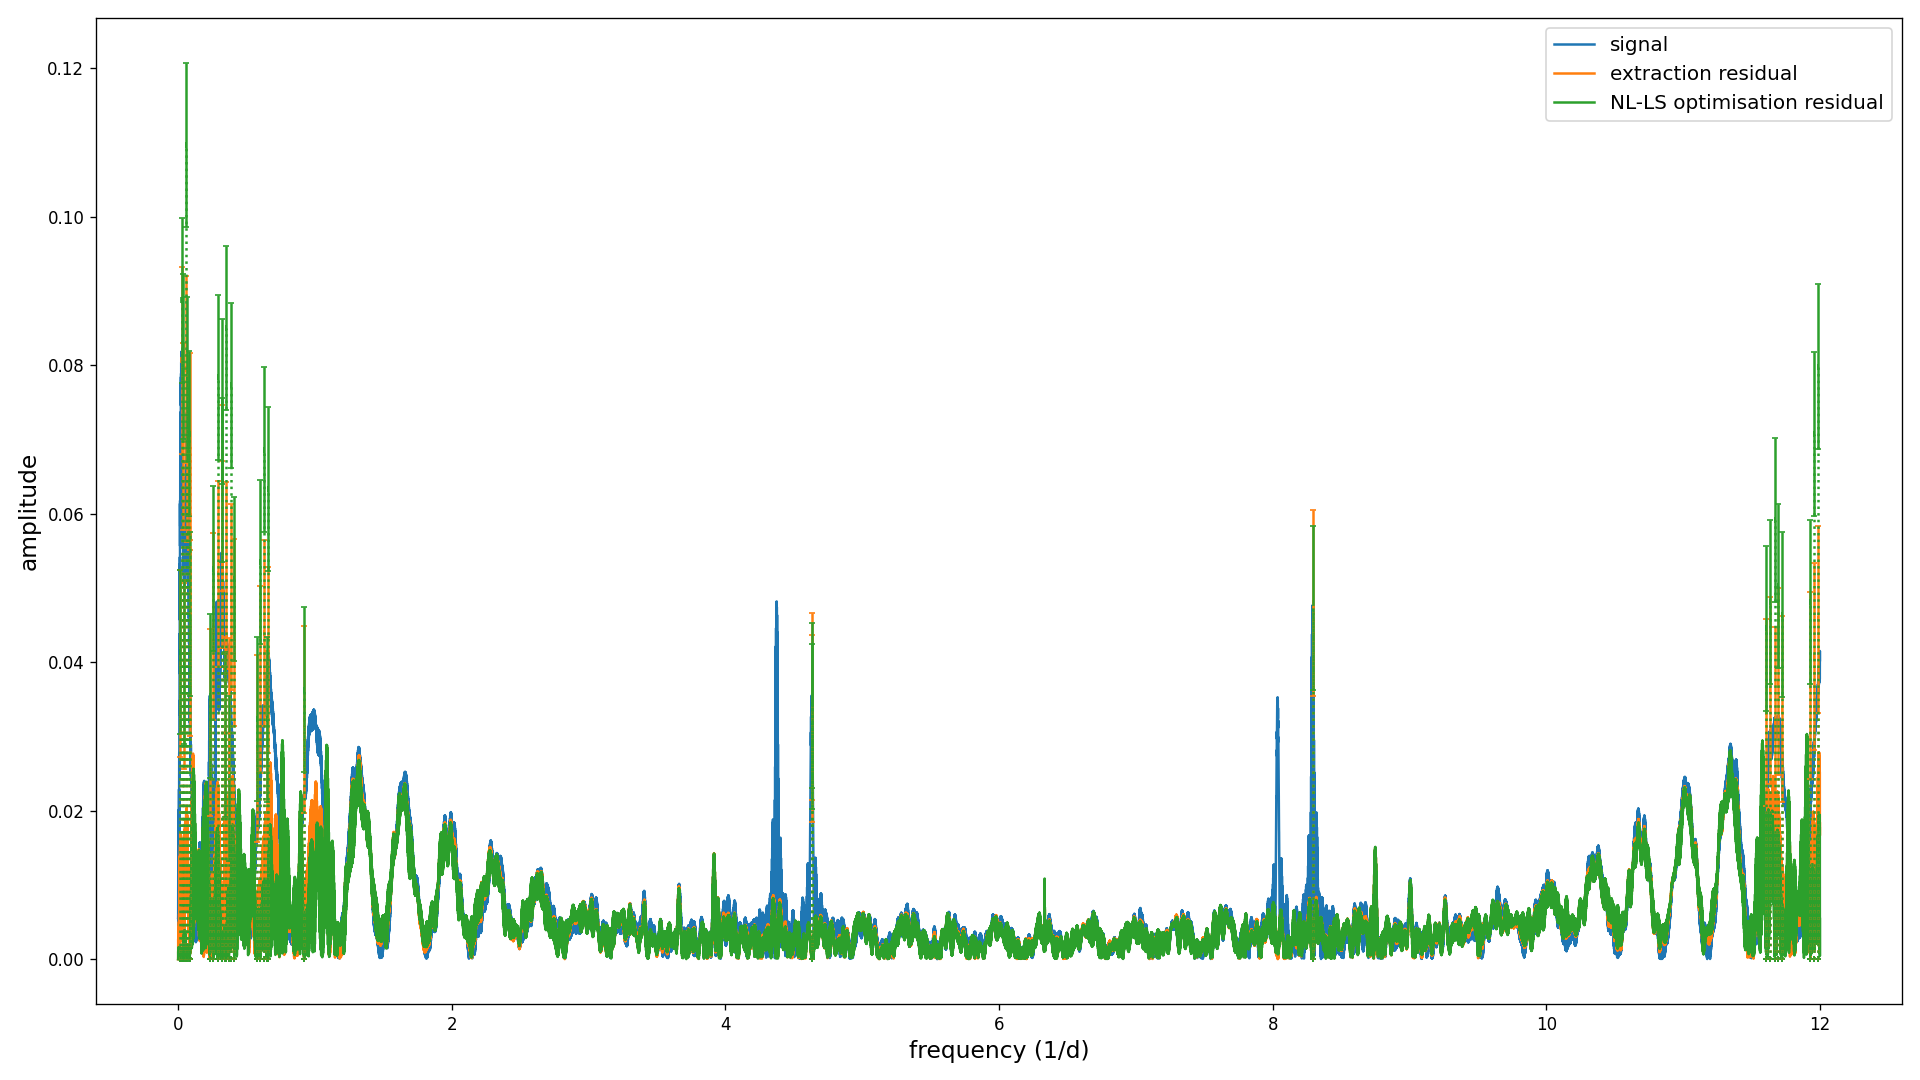 signal
extraction residual
NL-LS optimisation residual
amplitude
0.12
0.10
0.08
0.06
0.04
0.02
0.00
0 2 4 6 8 10 12
frequency (1/d)